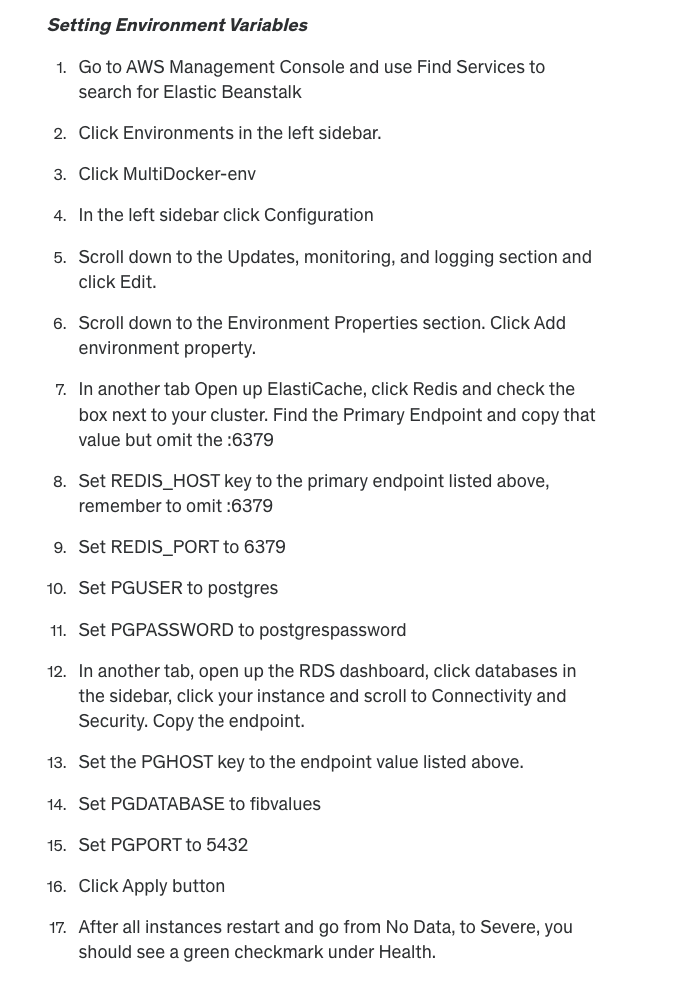 Setting Environment Variables
1. Go to AWS Management Console and use Find Services to
search for Elastic Beanstalk
2. Click Environments in the left sidebar.
3. Click MultiDocker-env
4. In the left sidebar click Configuration
5. Scroll down to the Updates, monitoring, and logging section and
click Edit.
6. Scroll down to the Environment Properties section. Click Add
environment property.
7. In another tab Open up ElastiCache, click Redis and check the
box next to your cluster. Find the Primary Endpoint and copy that
value but omit the :6379
8. Set REDIS_HOST key to the primary endpoint listed above,
remember to omit :6379
9. Set REDIS_PORT to 6379
10. Set PGUSER to postgres
11. Set PGPASSWORD to postgrespassword
12. In another tab, open up the RDS dashboard, click databases in
the sidebar, click your instance and scroll to Connectivity and
Security. Copy the endpoint.
13. Set the PGHOST key to the endpoint value listed above.
14. Set PGDATABASE to fibvalues
15. Set PGPORT to 5432
16. Click Apply button
17. After all instances restart and go from No Data, to Severe, you
should see a green checkmark under Health.